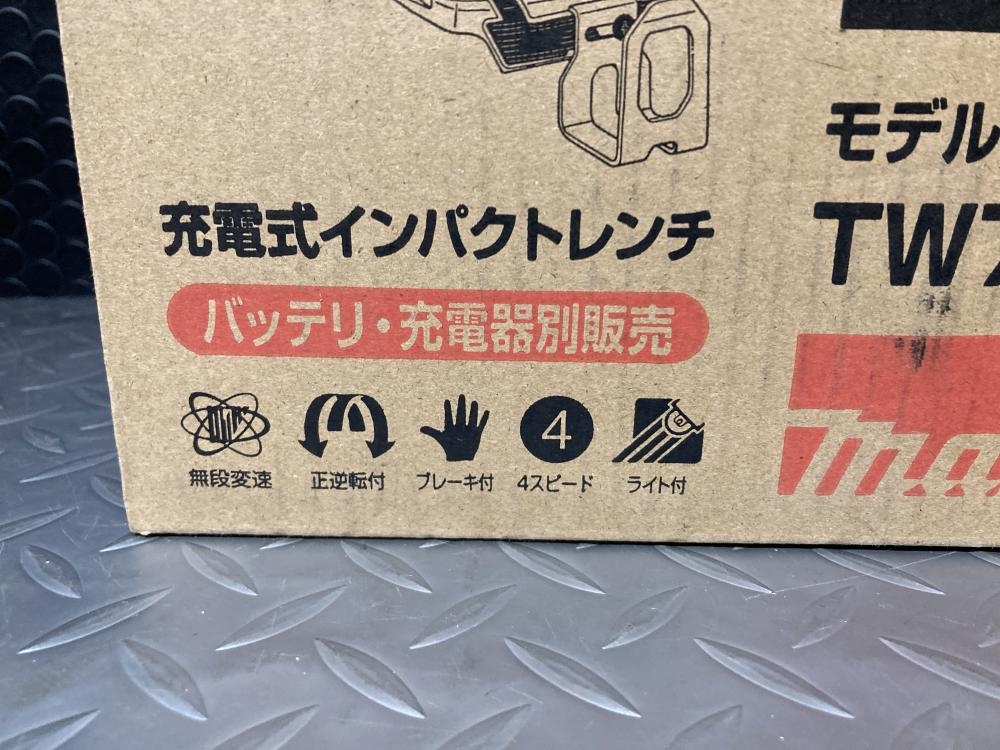 モデル
充電式インパクトレンチ
TW7
バッテリ・充電器別販売
4
無段変速
正逆転付
ブレーキ付
4スピード
ライト付